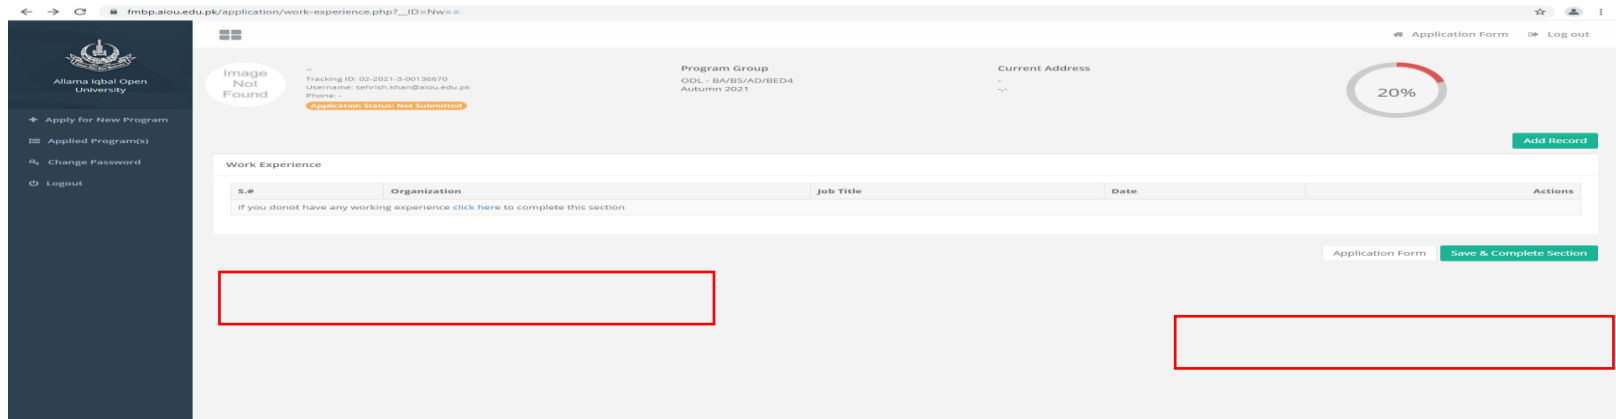 fmbp.aiou.edu.pk/application/work-experience.php?__ID=Nw==
Application Form Log out
Allama Iqbal Open
University
Apply for New Program
Applied Program(s)
Change Password
Logout
Image
Not
Found
--
Tracking ID: 02-2021-3-00136670
Username: sehrish.khan@aiou.edu.pk
Phone: -
Application Status: Not Submitted
Program Group
ODL - BA/BS/AD/BED4
Autumn 2021
Current Address
-
-,-
20%
Add Record
Work Experience
S.# Organization Job Title Date Actions
If you donot have any working experience click here to complete this section
Application Form Save & Complete Section